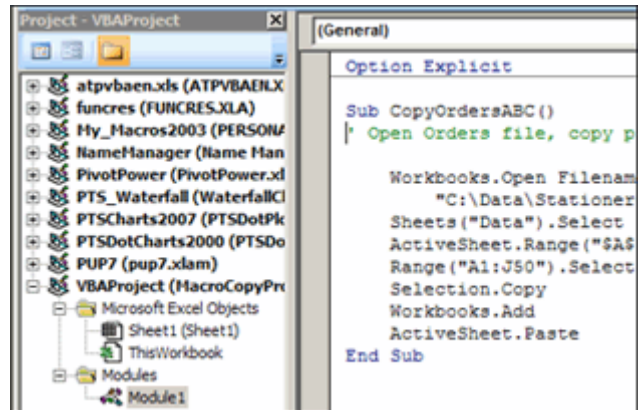 Project - VBAProject
atpvbaen.xls (ATPVBAEN.X
funcres (FUNCRES.XLA)
My_Macros2003 (PERSONA
NameManager (Name Man
PivotPower (PivotPower.xl
PTS_Waterfall (WaterfallCl
PTSCharts2007 (PTSDotPk
PTSDotCharts2000 (PTSDo
PUP7 (pup7.xlam)
VBAProject (MacroCopyPro
Microsoft Excel Objects
Sheet1 (Sheet1)
ThisWorkbook
Modules
Module1
(General)
Option Explicit
Sub CopyOrdersABC()
' Open Orders file, copy p
Workbooks.Open Filenam
"C:\Data\Stationer
Sheets("Data").Select
ActiveSheet.Range("$A$
Range("A1:J50").Select
Selection.Copy
Workbooks.Add
ActiveSheet.Paste
End Sub